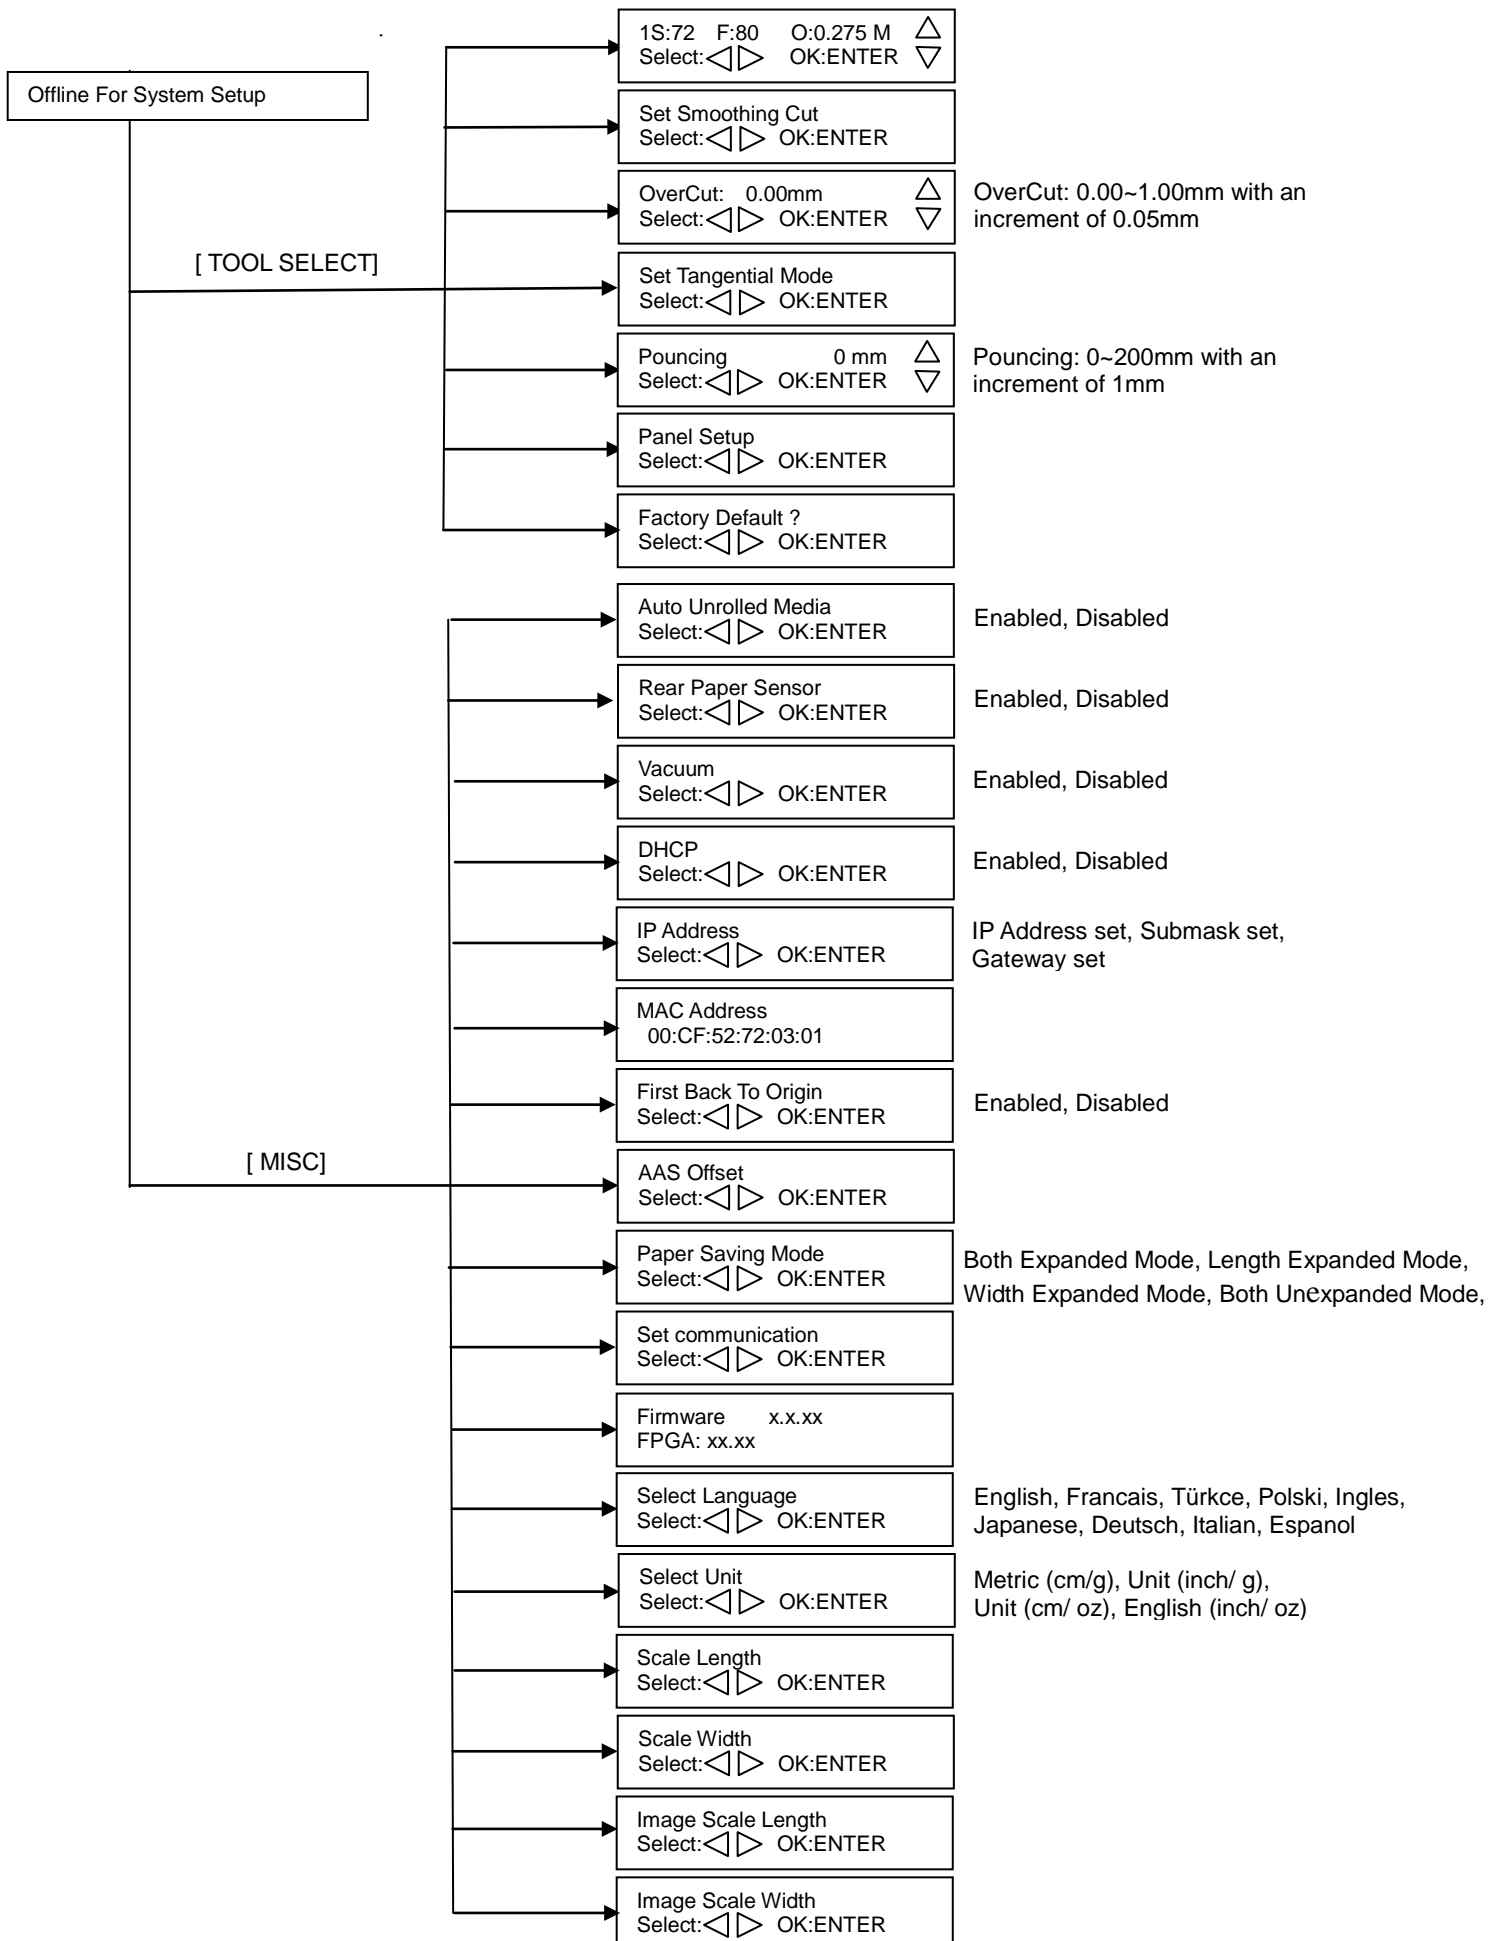 1S:72 F:80 O:0.275 M
Select: OK:ENTER
Offline For System Setup
Set Smoothing Cut
Select: OK:ENTER
OverCut: 0.00mm
Select: OK:ENTER
OverCut: 0.00~1.00mm with an
increment of 0.05mm
[ TOOL SELECT]
Set Tangential Mode
Select: OK:ENTER
Pouncing 0 mm
Select: OK:ENTER
Pouncing: 0~200mm with an
increment of 1mm
Panel Setup
Select: OK:ENTER
Factory Default ?
Select: OK:ENTER
Auto Unrolled Media
Select: OK:ENTER
Enabled, Disabled
Rear Paper Sensor
Select: OK:ENTER
Enabled, Disabled
Vacuum
Select: OK:ENTER
Enabled, Disabled
DHCP
Select: OK:ENTER
Enabled, Disabled
IP Address
Select: OK:ENTER
IP Address set, Submask set,
Gateway set
MAC Address
00:CF:52:72:03:01
First Back To Origin
Select: OK:ENTER
Enabled, Disabled
[ MISC]
AAS Offset
Select: OK:ENTER
Paper Saving Mode
Select: OK:ENTER
Both Expanded Mode, Length Expanded Mode,
Width Expanded Mode, Both Unexpanded Mode,
Set communication
Select: OK:ENTER
Firmware x.x.xx
FPGA: xx.xx
Select Language
Select: OK:ENTER
English, Francais, Türkce, Polski, Ingles,
Japanese, Deutsch, Italian, Espanol
Select Unit
Select: OK:ENTER
Metric (cm/g), Unit (inch/ g),
Unit (cm/ oz), English (inch/ oz)
Scale Length
Select: OK:ENTER
Scale Width
Select: OK:ENTER
Image Scale Length
Select: OK:ENTER
Image Scale Width
Select: OK:ENTER